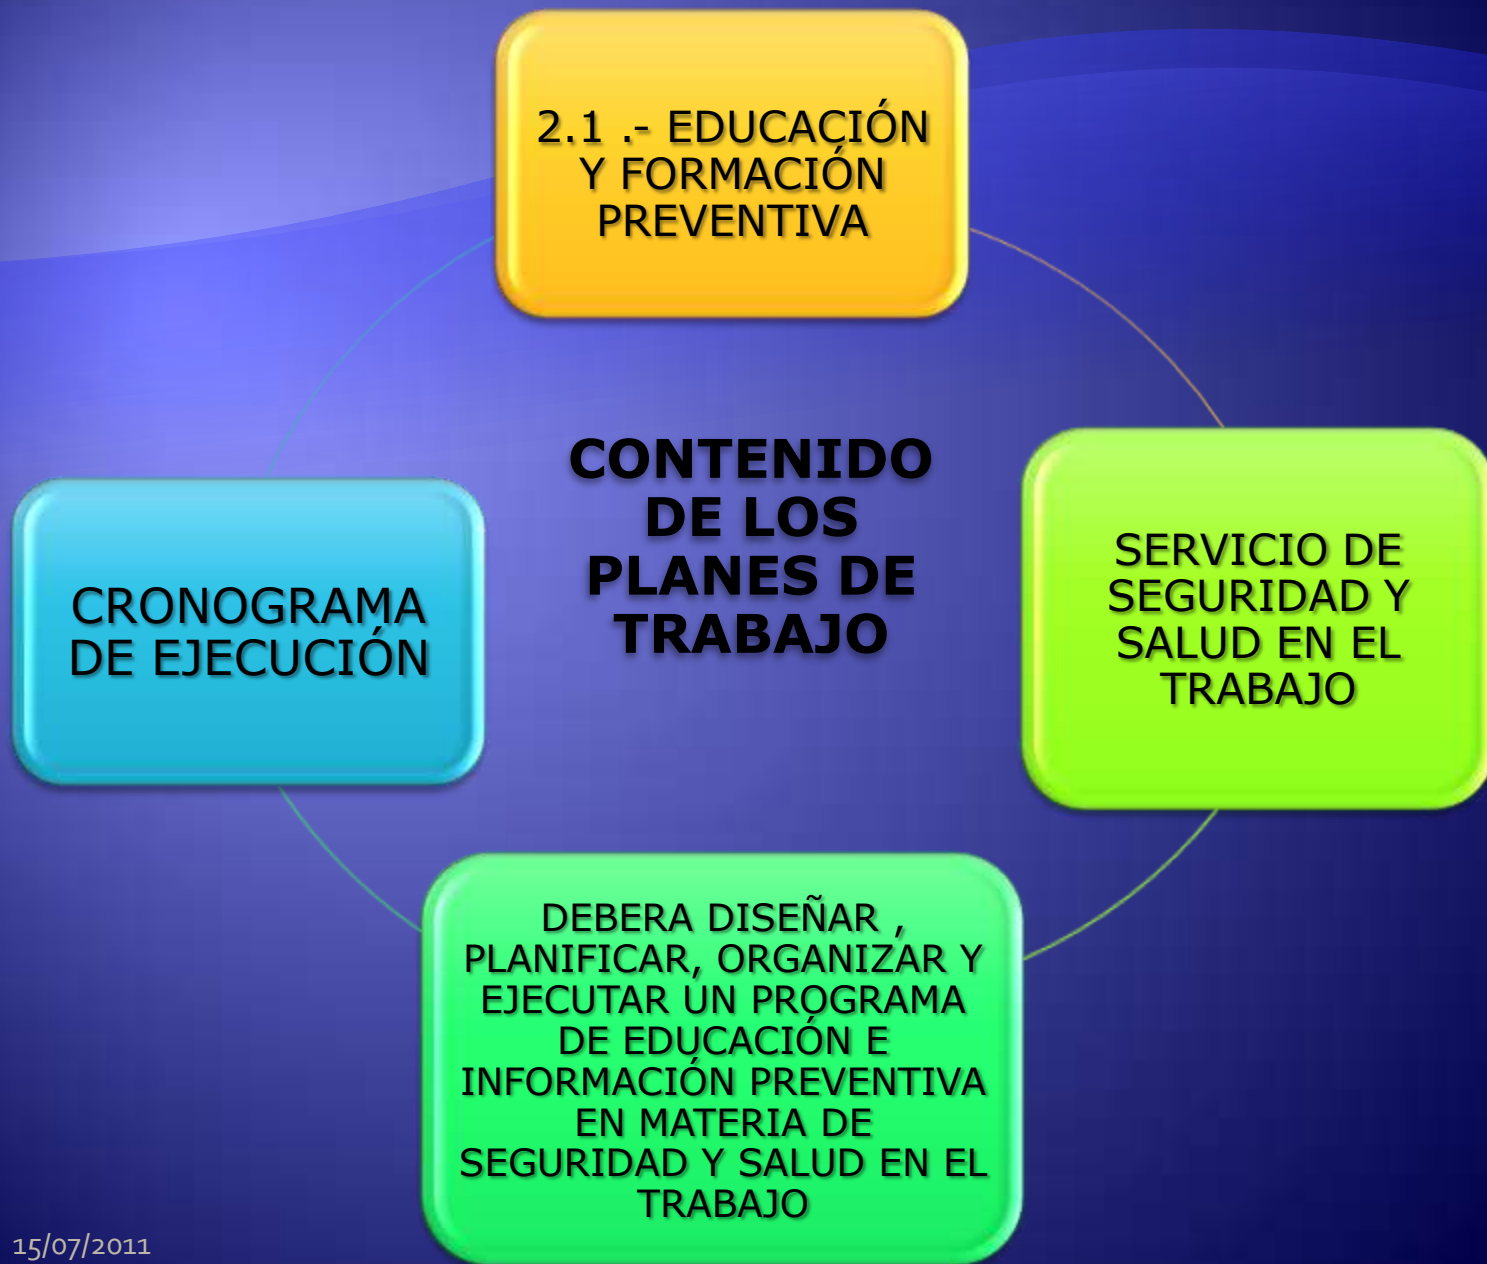 2.1 .- EDUCACIÓN
Y FORMACIÓN
PREVENTIVA
CONTENIDO
DE LOS
PLANES DE
TRABAJO
SERVICIO DE
SEGURIDAD Y
SALUD EN EL
TRABAJO
DEBERA DISEÑAR ,
PLANIFICAR, ORGANIZAR Y
EJECUTAR UN PROGRAMA
DE EDUCACIÓN E
INFORMACIÓN PREVENTIVA
EN MATERIA DE
SEGURIDAD Y SALUD EN EL
TRABAJO
CRONOGRAMA
DE EJECUCIÓN
15/07/2011